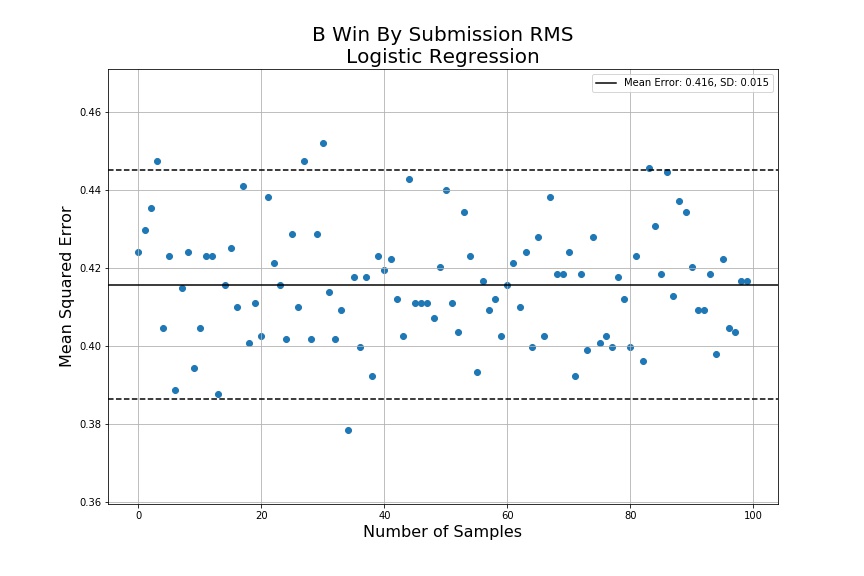 B Win By Submission RMS
Logistic Regression
Mean Error: 0.416, SD: 0.015
Mean Squared Error
0.46
0.44
0.42
0.40
0.38
0.36
0
20
40
60
80
100
Number of Samples